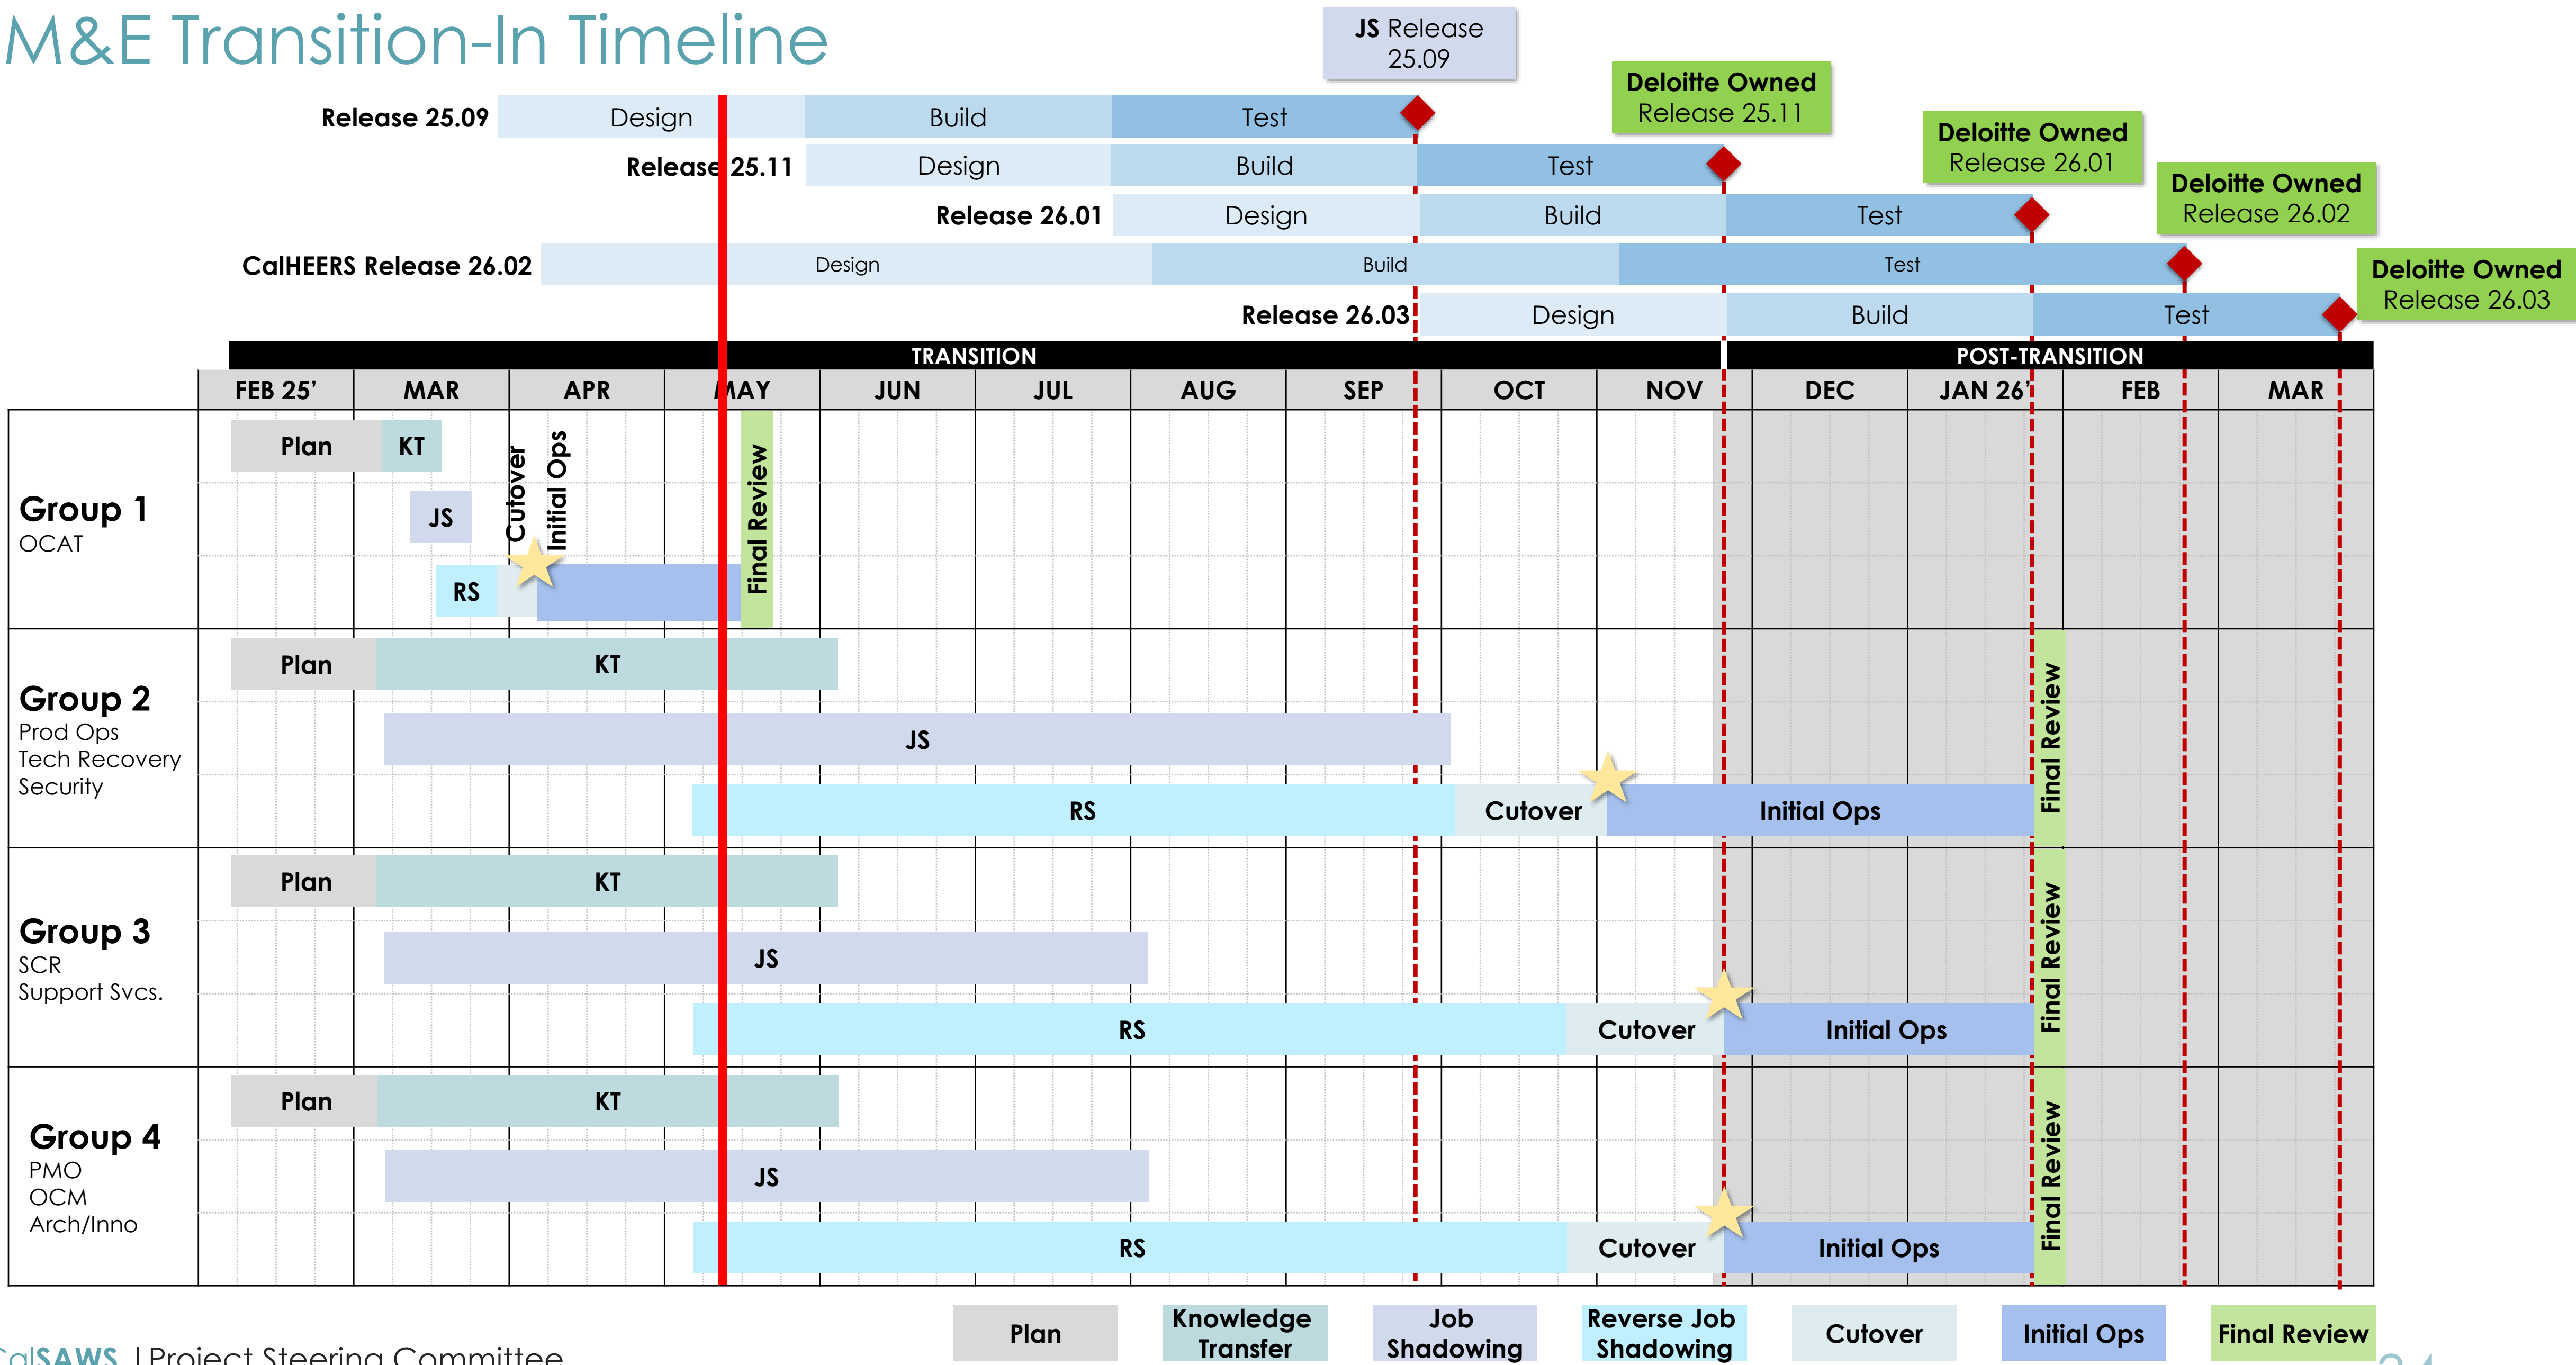 M&E Transition-In Timeline
JS Release
25.09
Deloitte Owned
Release 25.11
Deloitte Owned
Release 26.01
Deloitte Owned
Release 26.02
Deloitte Owned
Release 26.03
Release 25.09 Design Build Test
Release 25.11 Design Build Test
Release 26.01 Design Build Test
CalHEERS Release 26.02 Design Build Test
Release 26.03 Design Build Test
TRANSITION POST-TRANSITION
FEB 25' MAR APR MAY JUN JUL AUG SEP OCT NOV DEC JAN 26' FEB MAR
Group 1
OCAT
Plan KT
JS
RS
Cutover
Initial Ops
Final Review
Group 2
Prod Ops
Tech Recovery
Security
Plan KT
JS
RS Cutover Initial Ops
Final Review
Group 3
SCR
Support Svcs.
Plan KT
JS
RS Cutover Initial Ops
Final Review
Group 4
PMO
OCM
Arch/Inno
Plan KT
JS
RS Cutover Initial Ops
Final Review
Plan
Knowledge
Transfer
Job
Shadowing
Reverse Job
Shadowing
Cutover
Initial Ops
Final Review
CalSAWS | Project Steering Committee